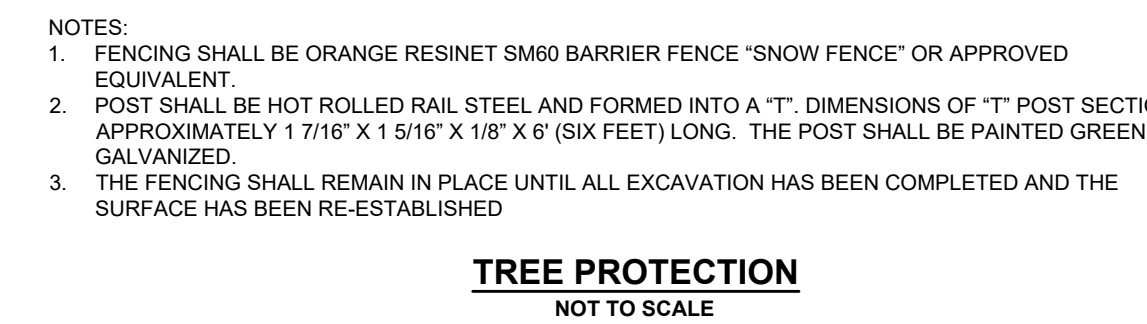 NOTES:
1. FENCING SHALL BE ORANGE RESINET SM60 BARRIER FENCE “SNOW FENCE” OR APPROVED
EQUIVALENT.
2. POST SHALL BE HOT ROLLED RAIL STEEL AND FORMED INTO A “T”. DIMENSIONS OF “T” POST
APPROXIMATELY 1 7/16” X 1 5/16” X 1/8” X 6' (SIX FEET) LONG. THE POST SHALL BE PAINTED GREEN
GALVANIZED.
3. THE FENCING SHALL REMAIN IN PLACE UNTIL ALL EXCAVATION HAS BEEN COMPLETED AND THE
SURFACE HAS BEEN RE-ESTABLISHED
TREE PROTECTION
NOT TO SCALE